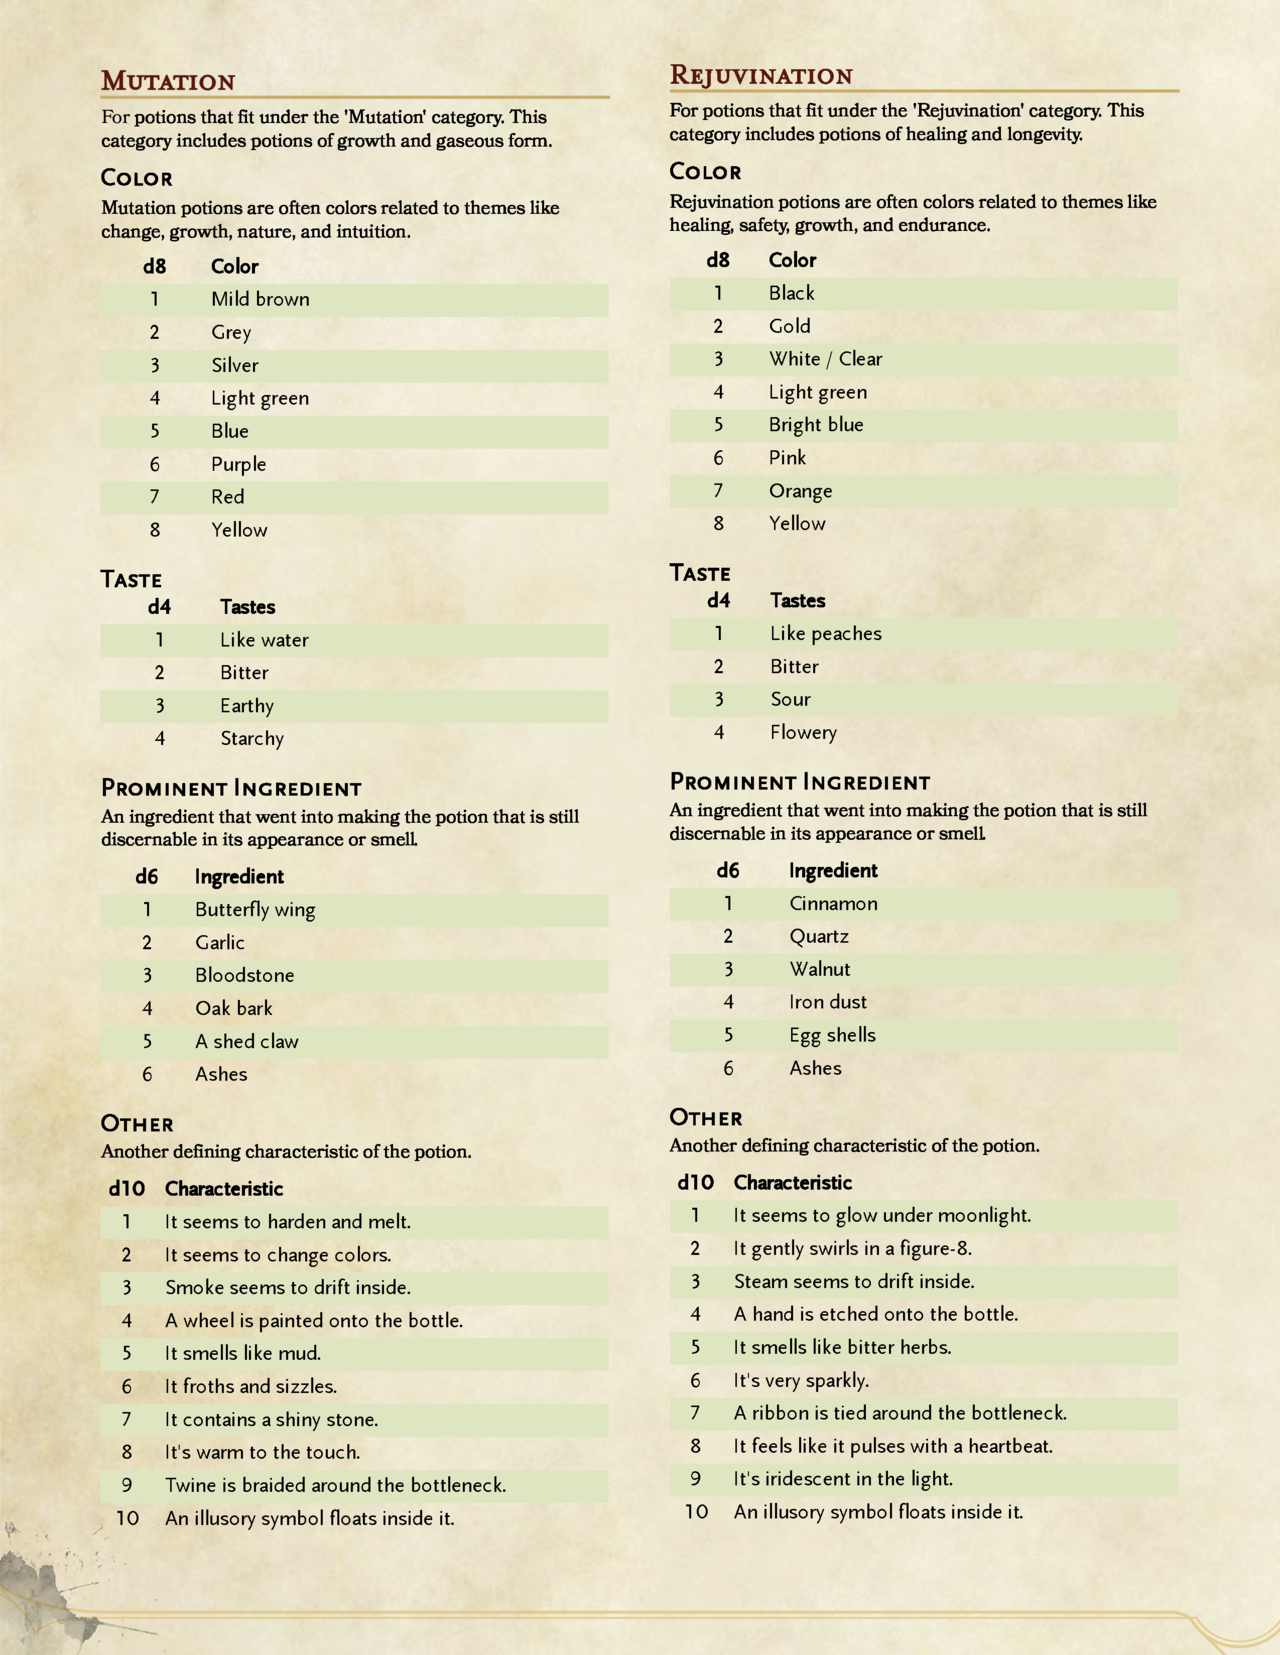 Mutation
For potions that fit under the 'Mutation' category. This
category includes potions of growth and gaseous form.
Color
Mutation potions are often colors related to themes like
change, growth, nature, and intuition.
d8 Color
1 Mild brown
2 Grey
3 Silver
4 Light green
5 Blue
6 Purple
7 Red
8 Yellow
Taste
d4 Tastes
1 Like water
2 Bitter
3 Earthy
4 Starchy
Prominent Ingredient
An ingredient that went into making the potion that is still
discernable in its appearance or smell.
d6 Ingredient
1 Butterfly wing
2 Garlic
3 Bloodstone
4 Oak bark
5 A shed claw
6 Ashes
Other
Another defining characteristic of the potion.
d10 Characteristic
1 It seems to harden and melt.
2 It seems to change colors.
3 Smoke seems to drift inside.
4 A wheel is painted onto the bottle.
5 It smells like mud.
6 It froths and sizzles.
7 It contains a shiny stone.
8 It's warm to the touch.
9 Twine is braided around the bottleneck.
10 An illusory symbol floats inside it.
Rejuvination
For potions that fit under the 'Rejuvination' category. This
category includes potions of healing and longevity.
Color
Rejuvination potions are often colors related to themes like
healing, safety, growth, and endurance.
d8 Color
1 Black
2 Gold
3 White / Clear
4 Light green
5 Bright blue
6 Pink
7 Orange
8 Yellow
Taste
d4 Tastes
1 Like peaches
2 Bitter
3 Sour
4 Flowery
Prominent Ingredient
An ingredient that went into making the potion that is still
discernable in its appearance or smell.
d6 Ingredient
1 Cinnamon
2 Quartz
3 Walnut
4 Iron dust
5 Egg shells
6 Ashes
Other
Another defining characteristic of the potion.
d10 Characteristic
1 It seems to glow under moonlight.
2 It gently swirls in a figure-8.
3 Steam seems to drift inside.
4 A hand is etched onto the bottle.
5 It smells like bitter herbs.
6 It's very sparkly.
7 A ribbon is tied around the bottleneck.
8 It feels like it pulses with a heartbeat.
9 It's iridescent in the light.
10 An illusory symbol floats inside it.